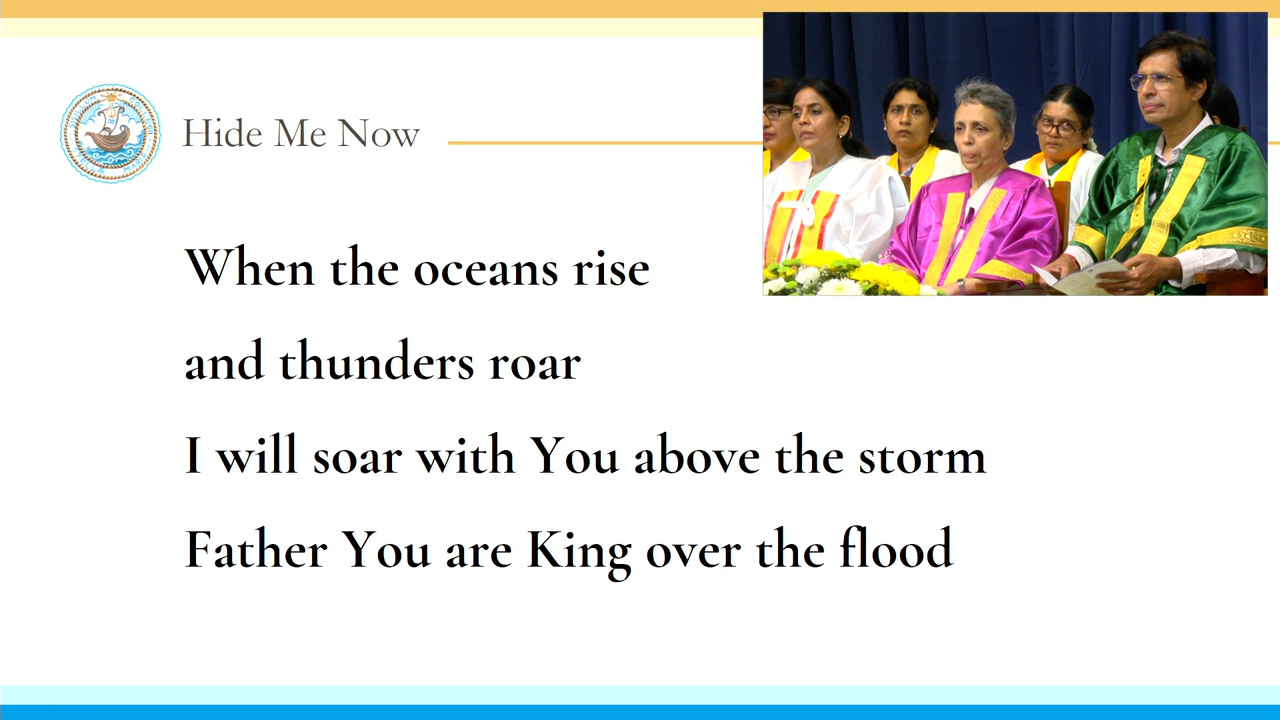 Hide Me Now
When the oceans rise
and thunders roar
I will soar with You above the storm
Father You are King over the flood